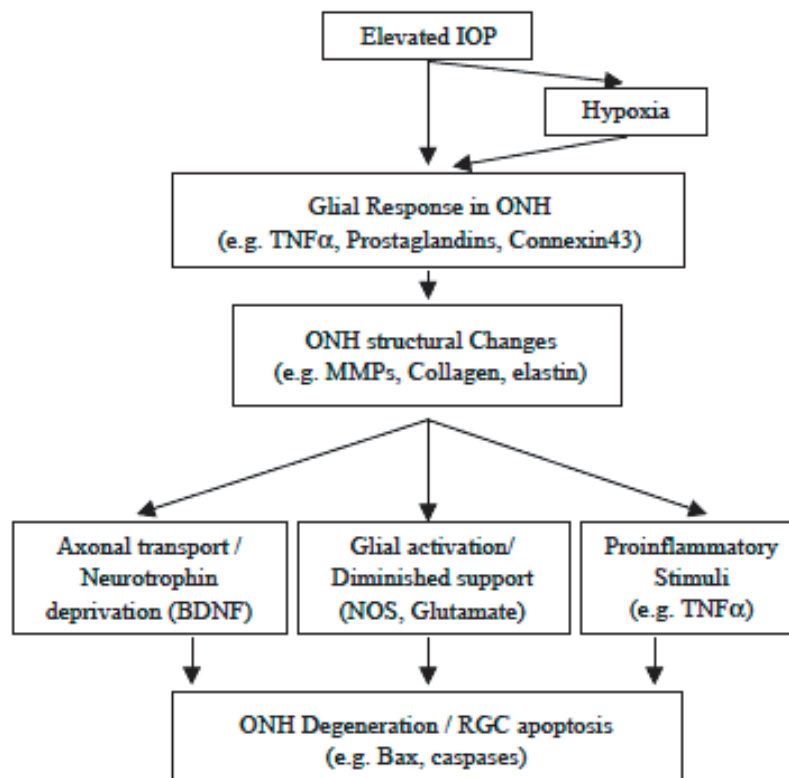 Elevated IOP
Hypoxia
Glial Response in ONH
(e.g. TNFα, Prostaglandins, Connexin43)
ONH structural Changes
(e.g. MMPs, Collagen, elastin)
Axonal transport /
Neurotrophin
deprivation (BDNF)
Glial activation/
Diminished support
(NOS, Glutamate)
Proinflammatory
Stimuli
(e.g. TNFα)
ONH Degeneration / RGC apoptosis
(e.g. Bax, caspases)